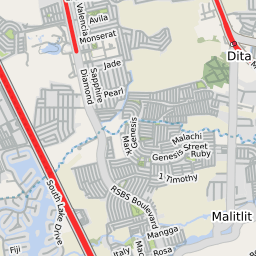 Valencia
Avila
Monserat
Dita
Jade
Sapphire
Diamond
Pearl
Genesis
Mark
Malachi
Genesis Street
Ruby
1 Timothy
South Lake Drive
RSBS Boulevard
Malitlit
Mangga
Fiji
Italy
Rosa